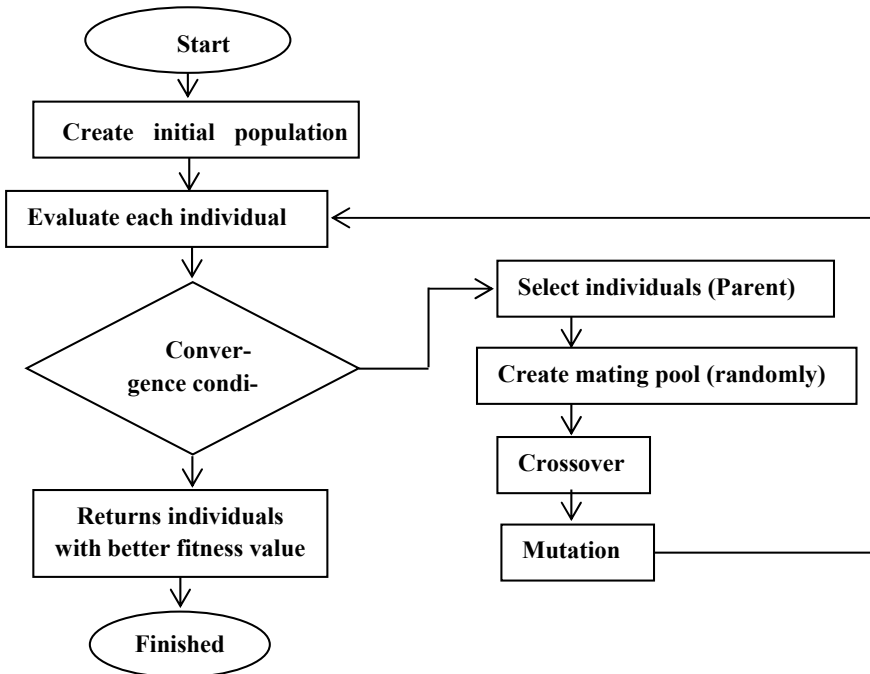 Start
Create initial population
Evaluate each individual
Conver-
gence condi-
Returns individuals
with better fitness value
Finished
Select individuals (Parent)
Create mating pool (randomly)
Crossover
Mutation